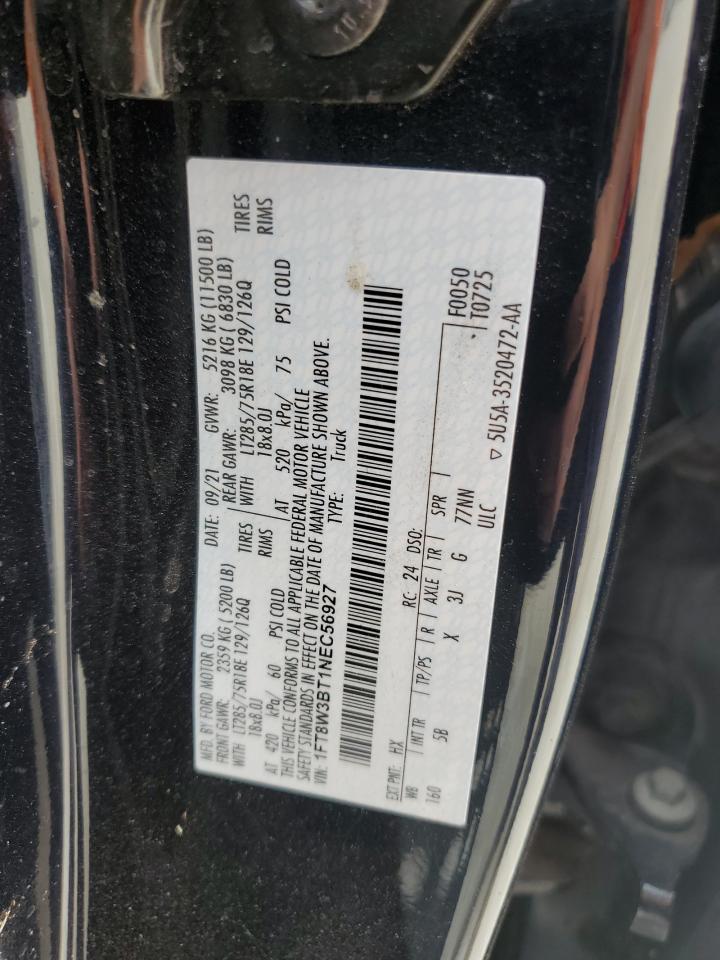 MFD. BY FORD MOTOR CO.
DATE: 09/21 GVWR: 5216 KG (11500 LB)
FRONT GAWR: 2359 KG ( 5200 LB) REAR GAWR: 3098 KG ( 6830 LB)
WITH LT285/75R18E 129/126Q TIRES WITH LT285/75R18E 129/126Q TIRES
18x8.0J RIMS 18x8.0J RIMS
AT 420 kPa/ 60 PSI COLD AT 520 kPa/ 75 PSI COLD
THIS VEHICLE CONFORMS TO ALL APPLICABLE FEDERAL MOTOR VEHICLE
SAFETY STANDARDS IN EFFECT ON THE DATE OF MANUFACTURE SHOWN ABOVE.
VIN: 1FT8W3BT1NEC56927 TYPE: Truck
EXT PNT: HX RC: 24 DSO:
WB INT TR TP/PS R AXLE TR SPR F0050
160 5B X 3J G 77NN T0725
ULC
▽ 5U5A-3520472-AA
10.